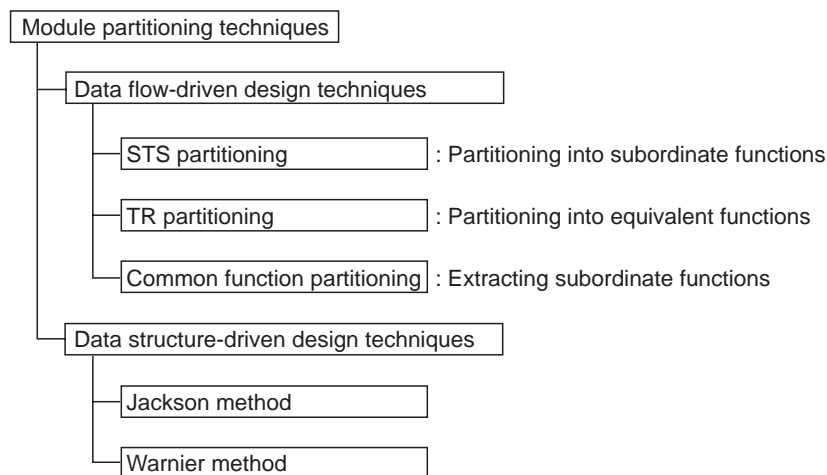 Module partitioning techniques
Data flow-driven design techniques
STS partitioning : Partitioning into subordinate functions
TR partitioning : Partitioning into equivalent functions
Common function partitioning : Extracting subordinate functions
Data structure-driven design techniques
Jackson method
Warnier method